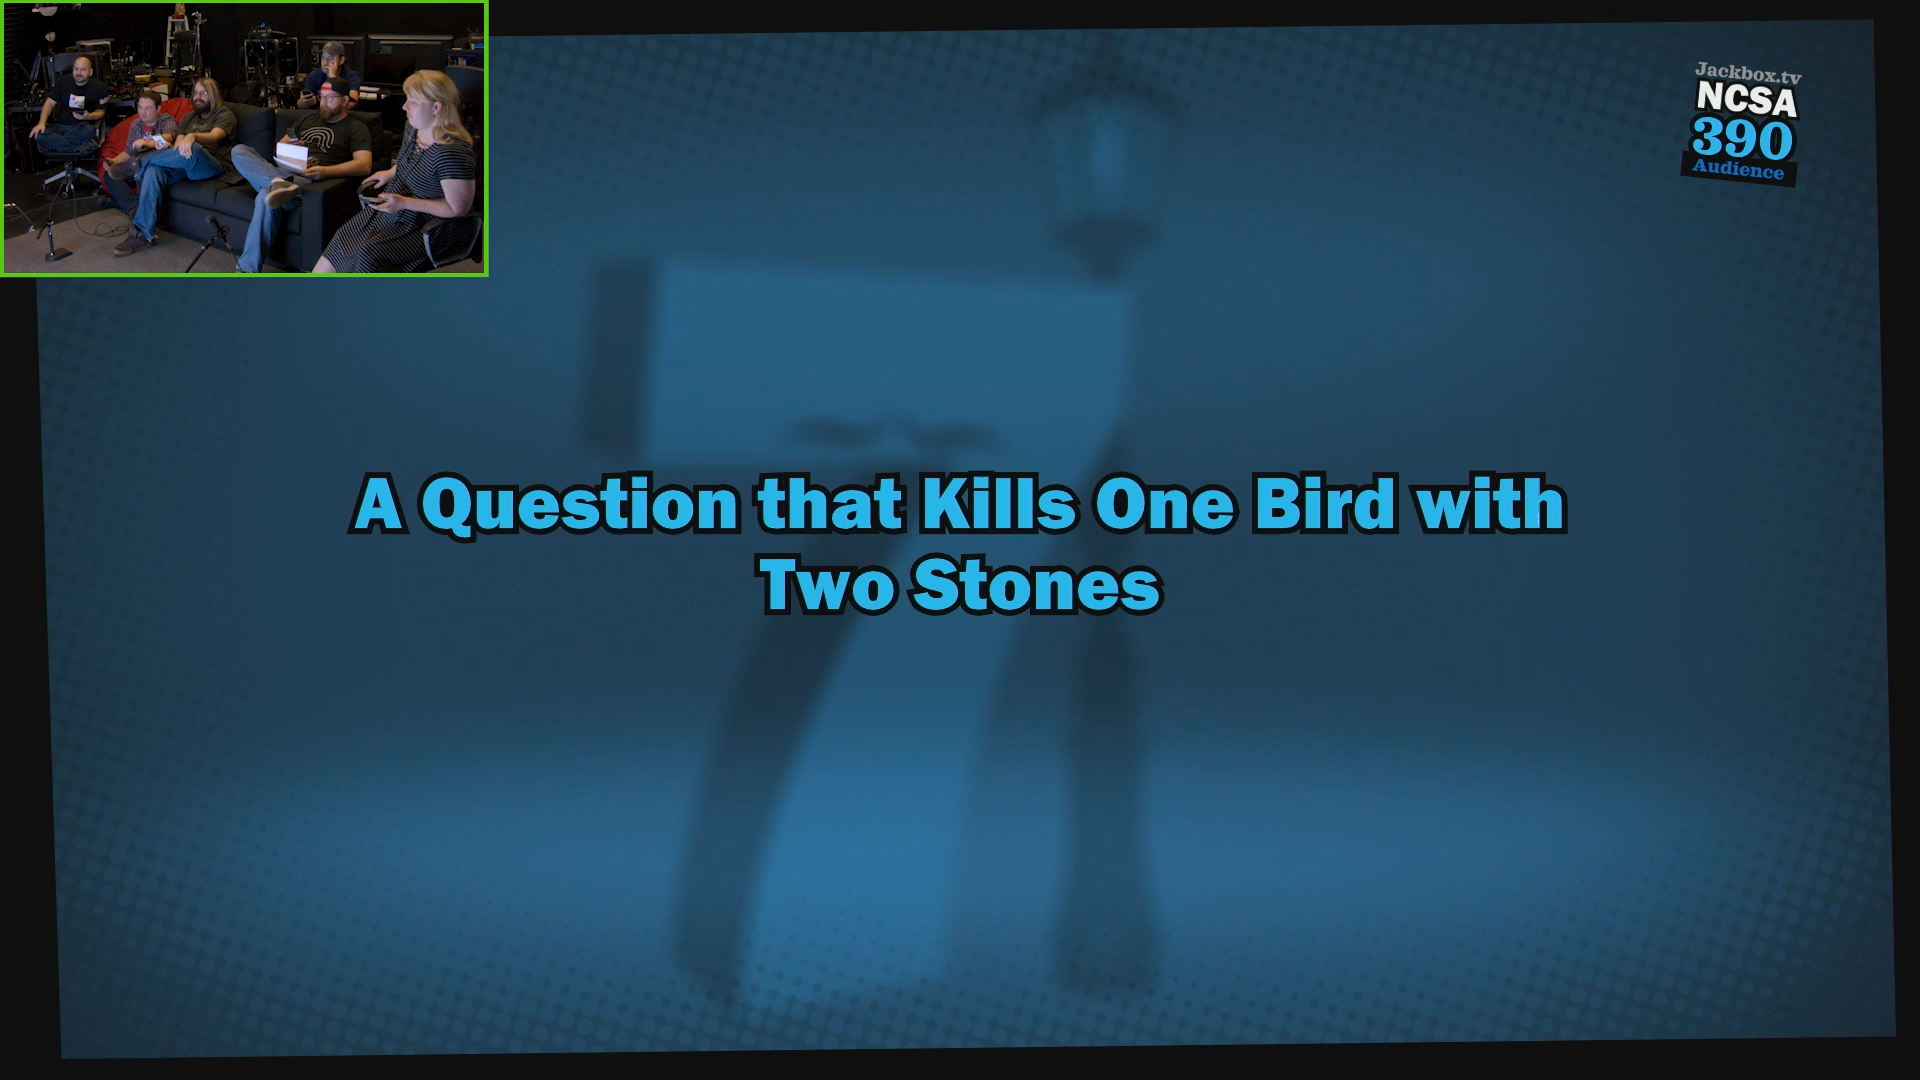 Jackbox.tv
NCSA
390
Audience
A Question that Kills One Bird with
Two Stones